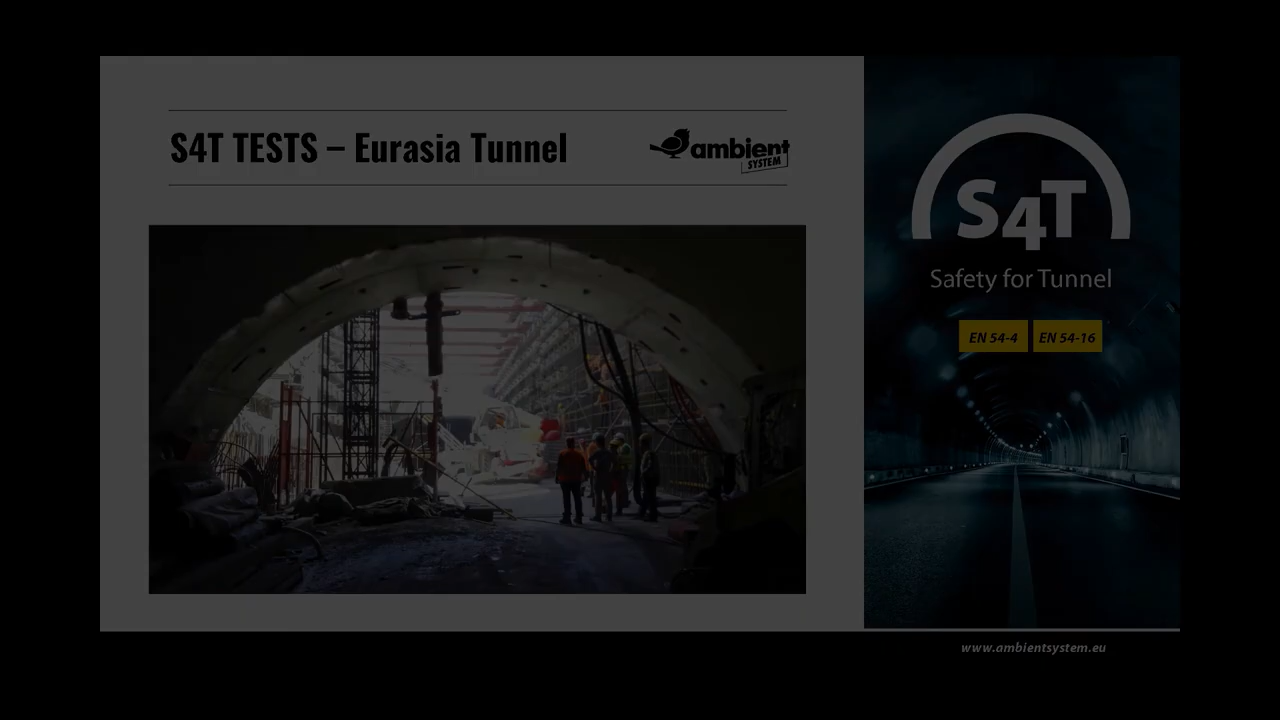 S4T TESTS – Eurasia Tunnel
ambient
SYSTEM
S4T
Safety for Tunnel
EN 54-4
EN 54-16
www.ambientsystem.eu